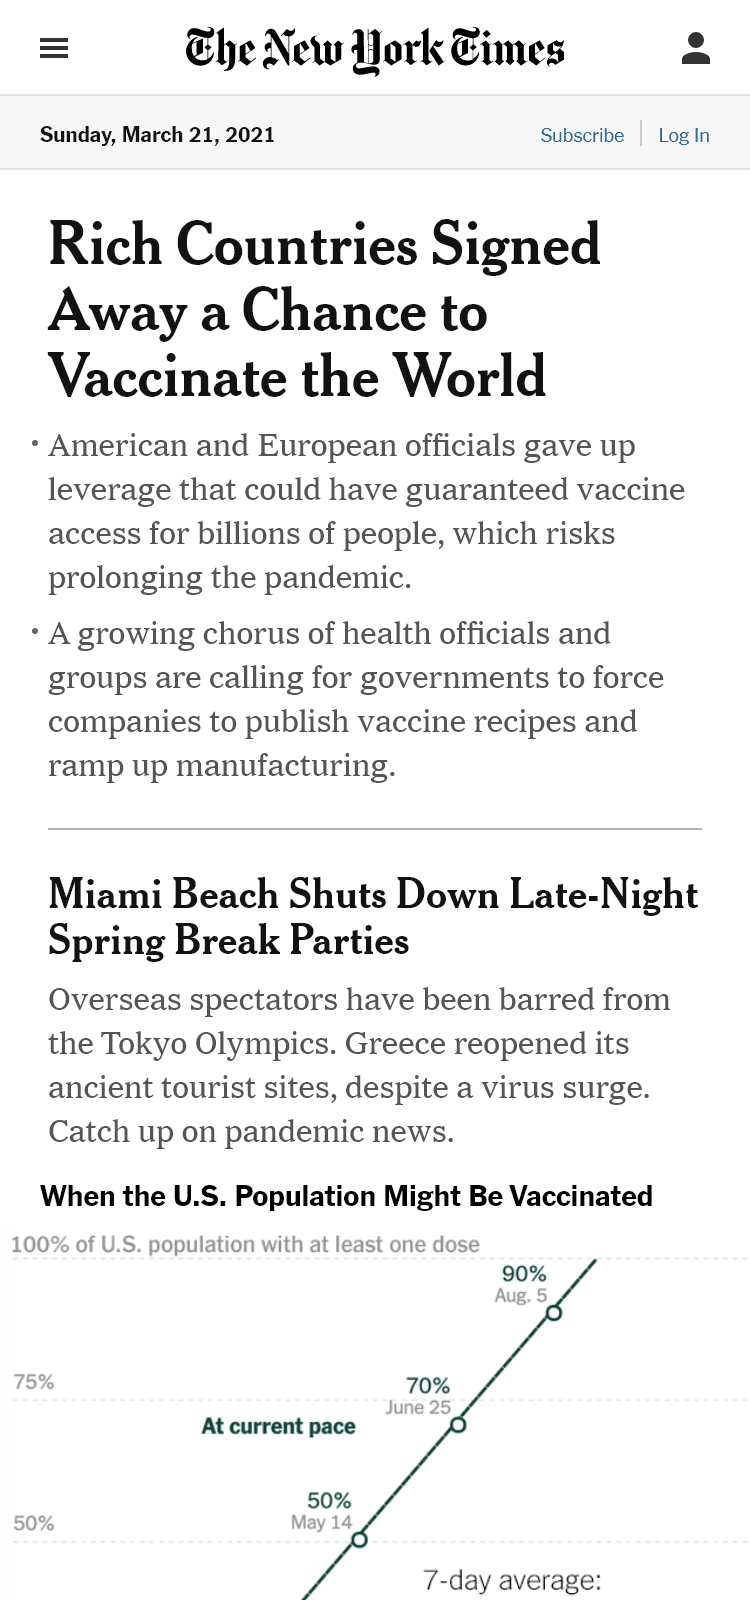 The New York Times
Sunday, March 21, 2021
Subscribe
Log In
Rich Countries Signed
Away a Chance to
Vaccinate the World
• American and European officials gave up
leverage that could have guaranteed vaccine
access for billions of people, which risks
prolonging the pandemic.
• A growing chorus of health officials and
groups are calling for governments to force
companies to publish vaccine recipes and
ramp up manufacturing.
Miami Beach Shuts Down Late-Night
Spring Break Parties
Overseas spectators have been barred from
the Tokyo Olympics. Greece reopened its
ancient tourist sites, despite a virus surge.
Catch up on pandemic news.
When the U.S. Population Might Be Vaccinated
100% of U.S. population with at least one dose
90%
Aug. 5
75%
70%
June 25
At current pace
50%
May 14
50%
7-day average: